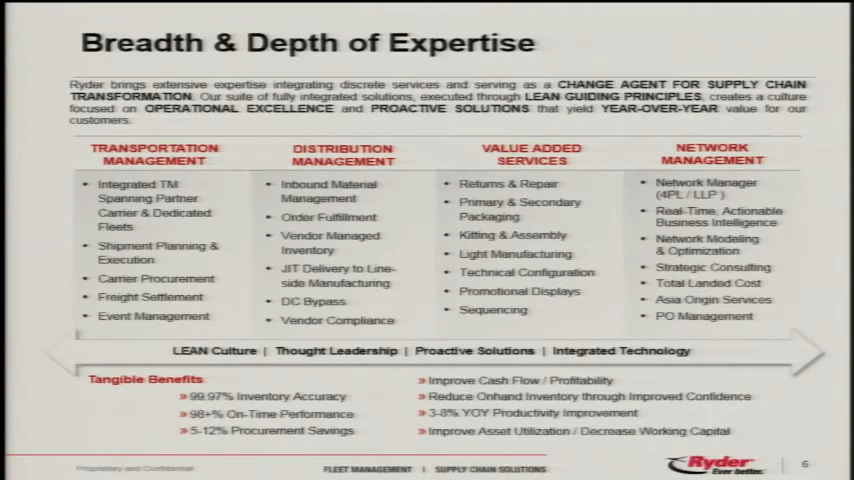 Breadth & Depth of Expertise
Ryder brings extensive expertise integrating discrete services and serving as a CHANGE AGENT FOR SUPPLY CHAIN
TRANSFORMATION. Our suite of fully integrated solutions, executed through LEAN GUIDING PRINCIPLES, creates a culture
focused on OPERATIONAL EXCELLENCE and PROACTIVE SOLUTIONS that yield YEAR-OVER-YEAR value for our
customers.
TRANSPORTATION
MANAGEMENT
• Integrated TM
Spanning Partner
Carrier & Dedicated
Fleets
• Shipment Planning &
Execution
• Carrier Procurement
• Freight Settlement
• Event Management
DISTRIBUTION
MANAGEMENT
• Inbound Material
Management
• Order Fulfillment
• Vendor Managed
Inventory
• JIT Delivery to Line-
side Manufacturing
• DC Bypass
• Vendor Compliance
VALUE ADDED
SERVICES
• Returns & Repair
• Primary & Secondary
Packaging
• Kitting & Assembly
• Light Manufacturing
• Technical Configuration
• Promotional Displays
• Sequencing
NETWORK
MANAGEMENT
• Network Manager
(4PL / LLP )
• Real-Time, Actionable
Business Intelligence
• Network Modeling
& Optimization
• Strategic Consulting
• Total Landed Cost
• Asia Origin Services
• PO Management
LEAN Culture | Thought Leadership | Proactive Solutions | Integrated Technology
Tangible Benefits
» 99.97% Inventory Accuracy
» 98+% On-Time Performance
» 5-12% Procurement Savings
» Improve Cash Flow / Profitability
» Reduce Onhand Inventory through Improved Confidence
» 3-8% YOY Productivity Improvement
» Improve Asset Utilization / Decrease Working Capital
Proprietary and Confidential
FLEET MANAGEMENT | SUPPLY CHAIN SOLUTIONS
Ryder
Ever better.
6